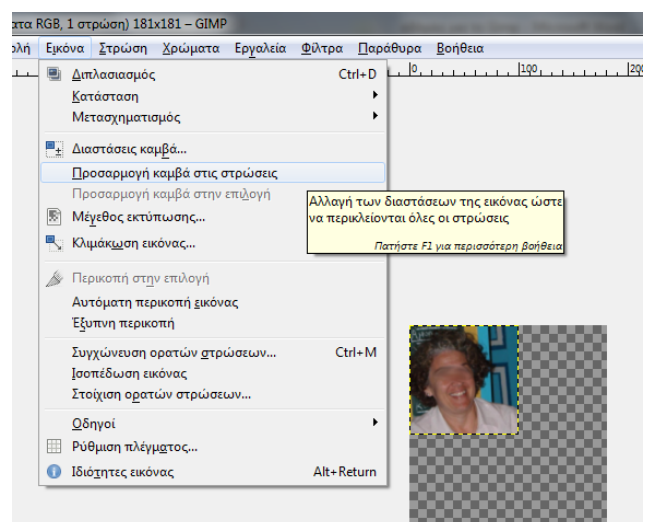 ατα RGB, 1 στρώση) 181x181 – GIMP
ολή Εικόνα Στρώση Χρώματα Εργαλεία Φίλτρα Παράθυρα Βοήθεια
0 100 200
Διπλασιασμός Ctrl+D
Κατάσταση
Μετασχηματισμός
Διαστάσεις καμβά...
Προσαρμογή καμβά στις στρώσεις
Προσαρμογή καμβά στην επιλογή
Αλλαγή των διαστάσεων της εικόνας ώστε
να περικλείονται όλες οι στρώσεις
Πατήστε F1 για περισσότερη βοήθεια
Μέγεθος εκτύπωσης...
Κλιμάκωση εικόνας...
Περικοπή στην επιλογή
Αυτόματη περικοπή εικόνας
Έξυπνη περικοπή
Συγχώνευση ορατών στρώσεων... Ctrl+M
Ισοπέδωση εικόνας
Στοίχιση ορατών στρώσεων...
Οδηγοί
Ρύθμιση πλέγματος...
Ιδιότητες εικόνας Alt+Return